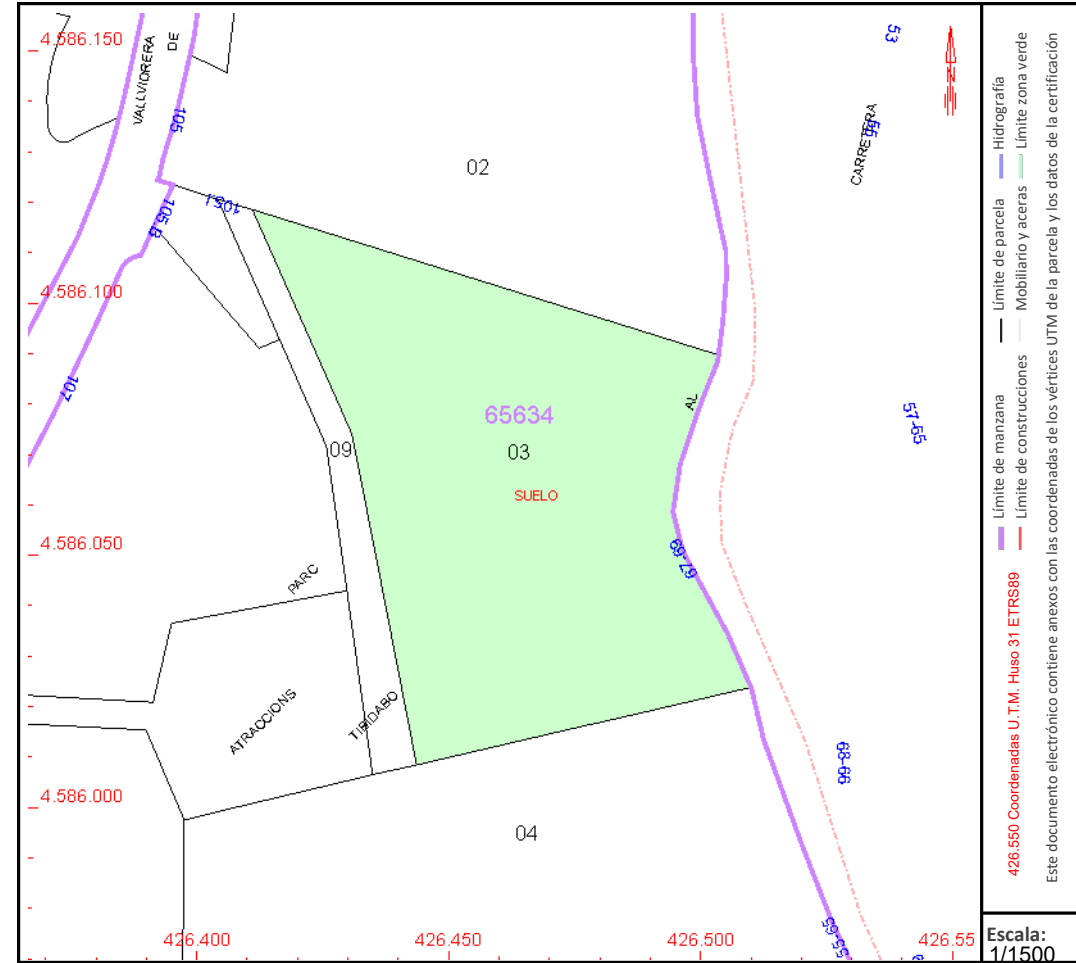 4.586.150
VALLVIDRERA
DE
105
53
55
CARRETERA
02
105.B
105I
4.586.100
107
AL
65634
09
03
SUELO
57-55
4.586.050
67-69
PARC
ATRACCIONS
TIBIDABO
68-66
4.586.000
04
65-55
426.400
426.450
426.500
426.55
Límite de manzana
Límite de parcela
Hidrografía
Límite de construcciones
Mobiliario y aceras
Límite zona verde
426.550 Coordenadas U.T.M. Huso 31 ETRS89
Este documento electrónico contiene anexos con las coordenadas de los vértices UTM de la parcela y los datos de la certificación
Escala:
1/1500